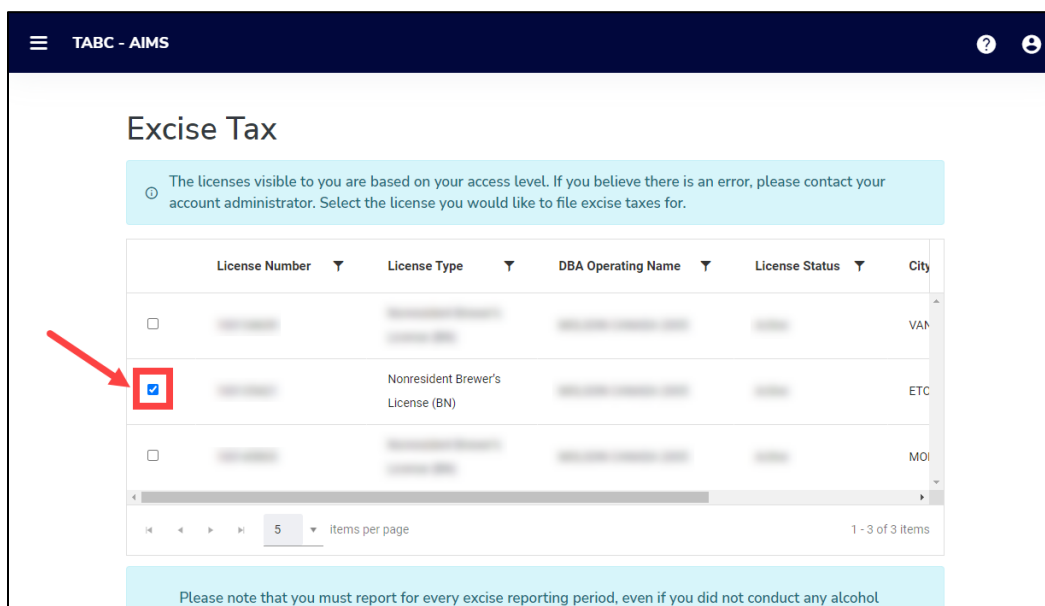 TABC - AIMS
Excise Tax
The licenses visible to you are based on your access level. If you believe there is an error, please contact your
account administrator. Select the license you would like to file excise taxes for.
License Number License Type DBA Operating Name License Status City
VAN
Nonresident Brewer's
License (BN)
ETO
MO
5 items per page 1 - 3 of 3 items
Please note that you must report for every excise reporting period, even if you did not conduct any alcohol